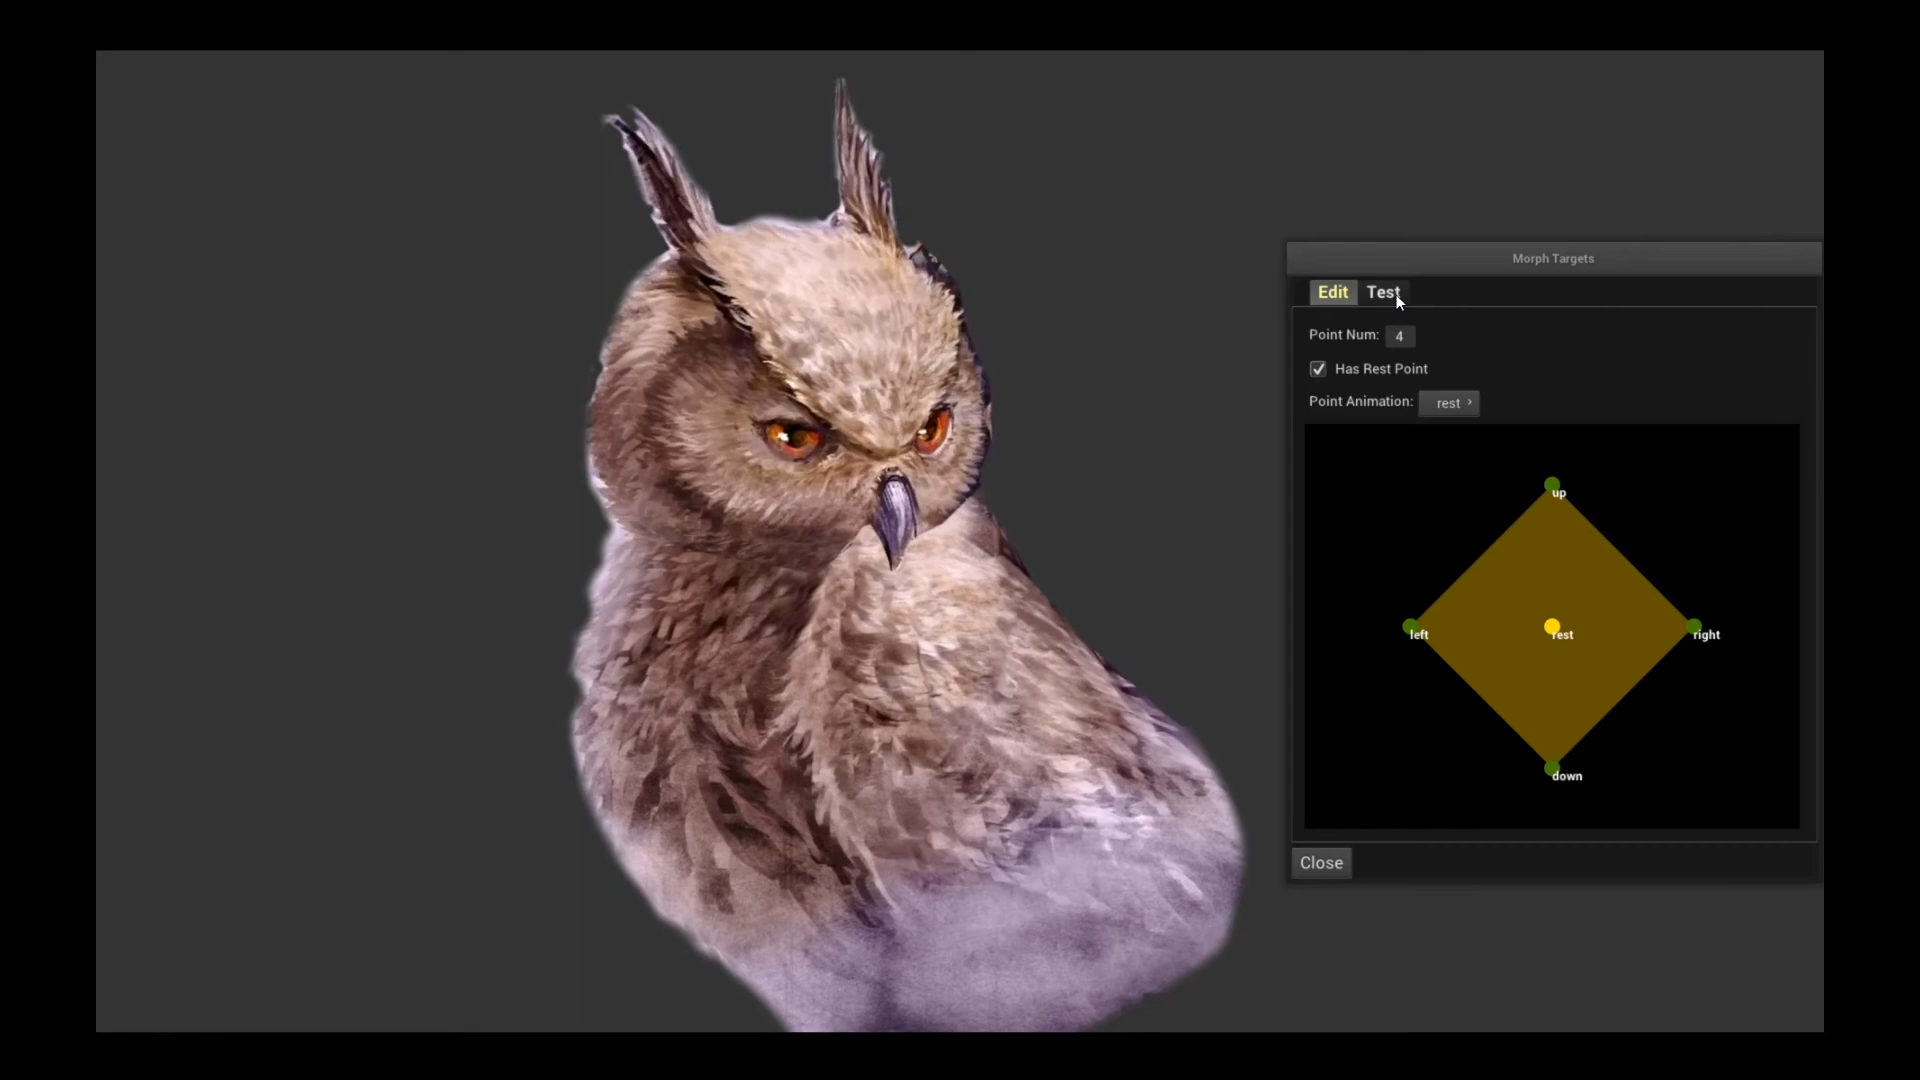 Morph Targets
Edit Test
Point Num: 4
Has Rest Point
Point Animation: rest
up
left
rest
right
down
Close